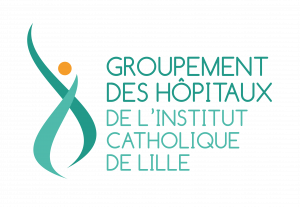 GROUPEMENT
DES HÔPITAUX
DE L'INSTITUT
CATHOLIQUE
DE LILLE